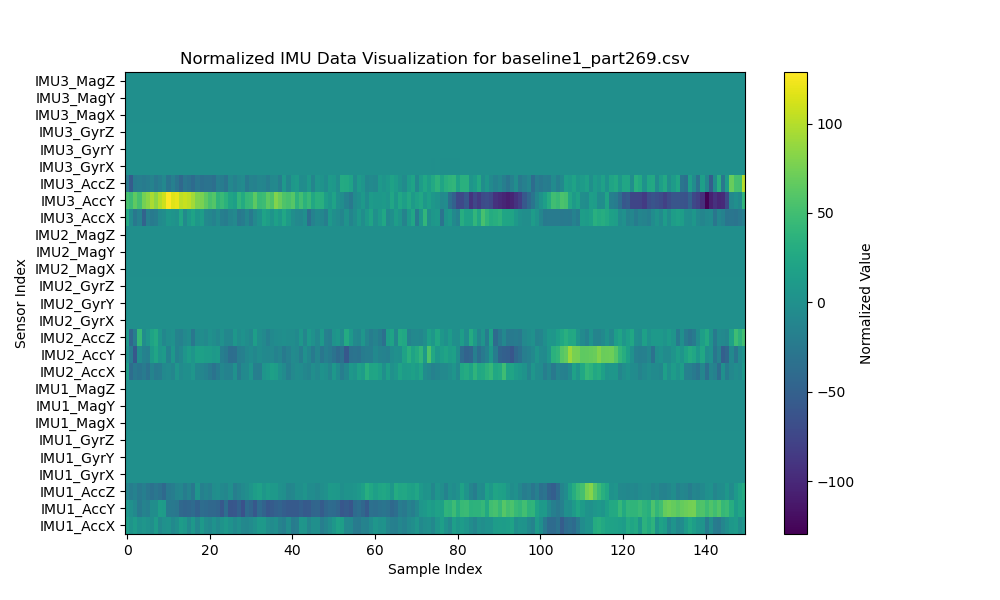 Normalized IMU Data Visualization for baseline1_part269.csv
IMU3_MagZ
IMU3_MagY
IMU3_MagX
IMU3_GyrZ
IMU3_GyrY
IMU3_GyrX
IMU3_AccZ
IMU3_AccY
IMU3_AccX
IMU2_MagZ
IMU2_MagY
IMU2_MagX
IMU2_GyrZ
IMU2_GyrY
IMU2_GyrX
IMU2_AccZ
IMU2_AccY
IMU2_AccX
IMU1_MagZ
IMU1_MagY
IMU1_MagX
IMU1_GyrZ
IMU1_GyrY
IMU1_GyrX
IMU1_AccZ
IMU1_AccY
IMU1_AccX
Sensor Index
0 20 40 60 80 100 120 140
Sample Index
100
50
0
−50
−100
Normalized Value